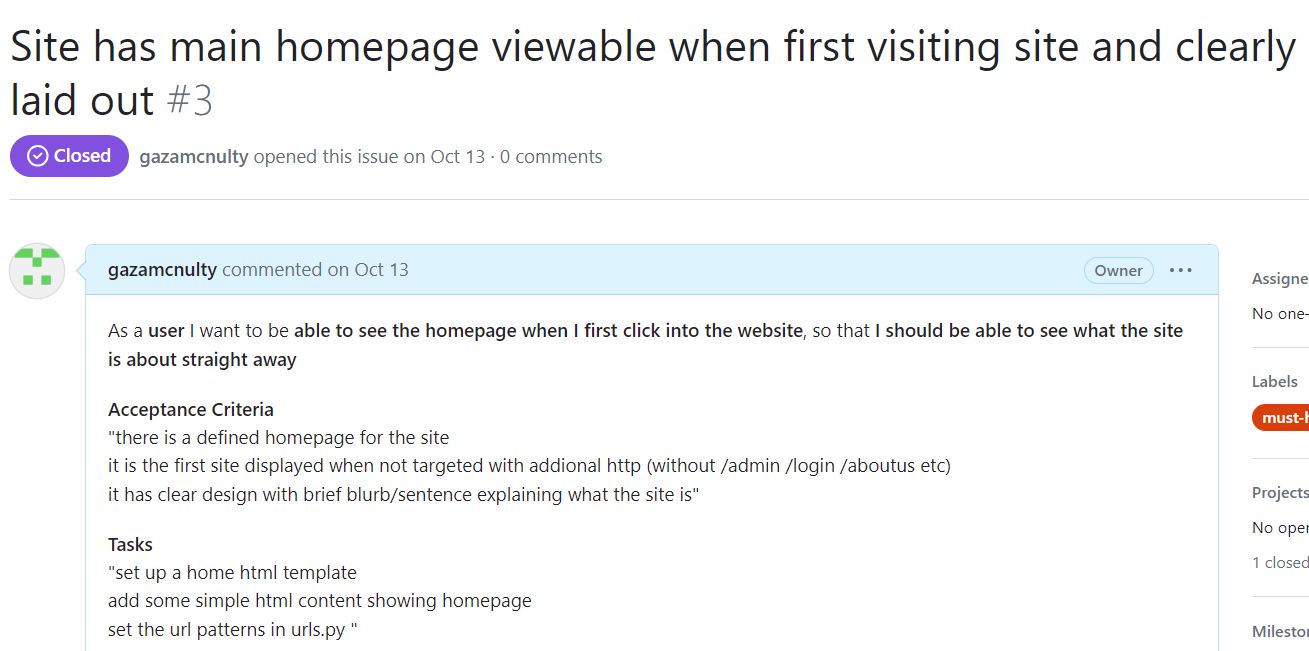 Site has main homepage viewable when first visiting site and clearly
laid out #3
Closed
gazamcnulty opened this issue on Oct 13 · 0 comments
gazamcnulty commented on Oct 13
Owner
As a user I want to be able to see the homepage when I first click into the website, so that I should be able to see what the site
is about straight away
Acceptance Criteria
"there is a defined homepage for the site
it is the first site displayed when not targeted with addional http (without /admin /login /aboutus etc)
it has clear design with brief blurb/sentence explaining what the site is"
Tasks
"set up a home html template
add some simple html content showing homepage
set the url patterns in urls.py "
Assigne
No one-
Labels
must-h
Projects
No oper
1 closed
Milesto